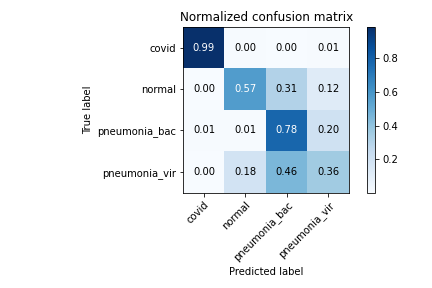 Normalized confusion matrix
covid 0.99 0.00 0.00 0.01
normal 0.00 0.57 0.31 0.12
pneumonia_bac 0.01 0.01 0.78 0.20
pneumonia_vir 0.00 0.18 0.46 0.36
True label
covid normal pneumonia_bac pneumonia_vir
Predicted label
0.8
0.6
0.4
0.2